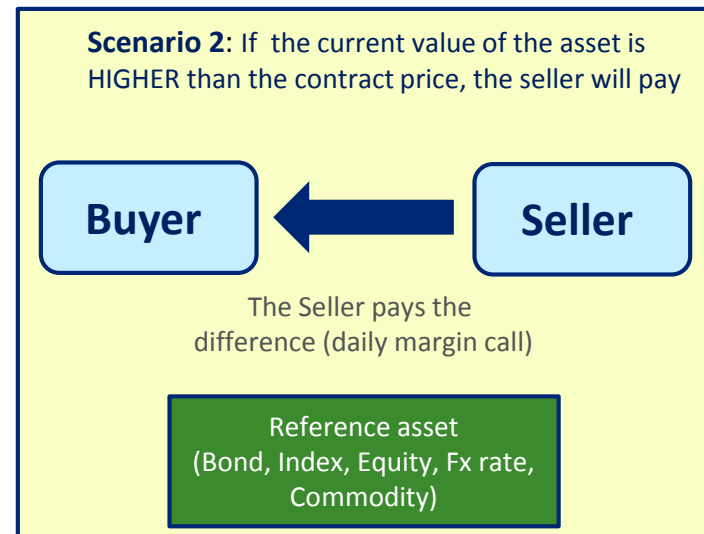 Scenario 2: If the current value of the asset is
HIGHER than the contract price, the seller will pay
Buyer
Seller
The Seller pays the
difference (daily margin call)
Reference asset
(Bond, Index, Equity, Fx rate,
Commodity)